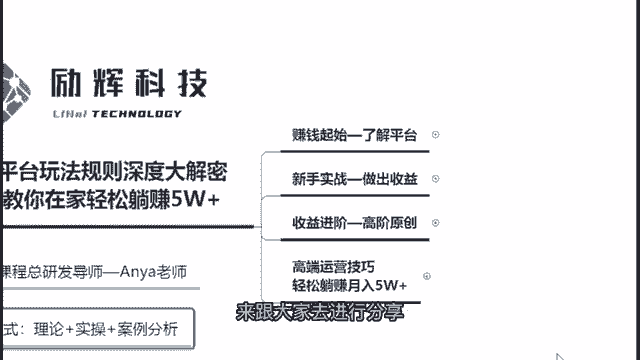 励辉科技
LiHui TECHNOLOGY
平台玩法规则深度大解密
教你在家轻松躺赚5W+
课程总研发导师—Anya老师
式：理论+实操+案例分析
赚钱起始—了解平台
新手实战—做出收益
收益进阶—高阶原创
高端运营技巧
轻松躺赚月入5W+
来跟大家去进行分享